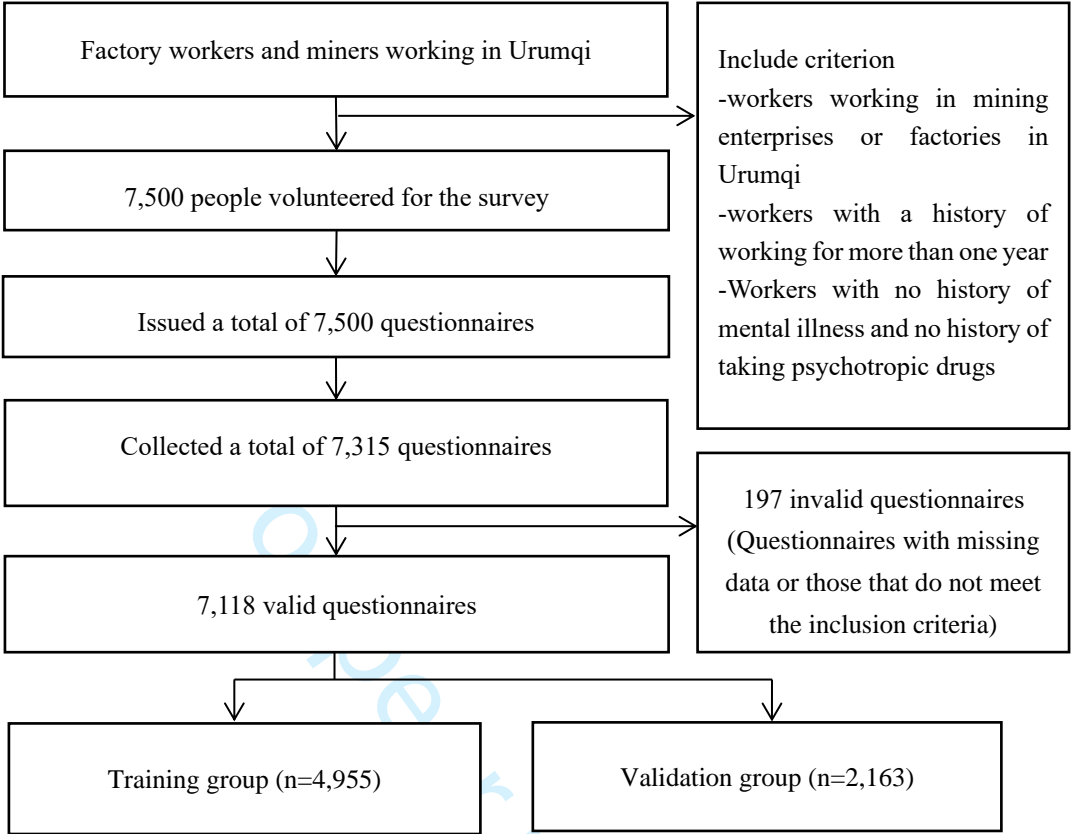 Factory workers and miners working in Urumqi
Include criterion
-workers working in mining
enterprises or factories in
Urumqi
-workers with a history of
working for more than one year
-Workers with no history of
mental illness and no history of
taking psychotropic drugs
7,500 people volunteered for the survey
Issued a total of 7,500 questionnaires
Collected a total of 7,315 questionnaires
197 invalid questionnaires
(Questionnaires with missing
data or those that do not meet
the inclusion criteria)
7,118 valid questionnaires
Training group (n=4,955)
Validation group (n=2,163)